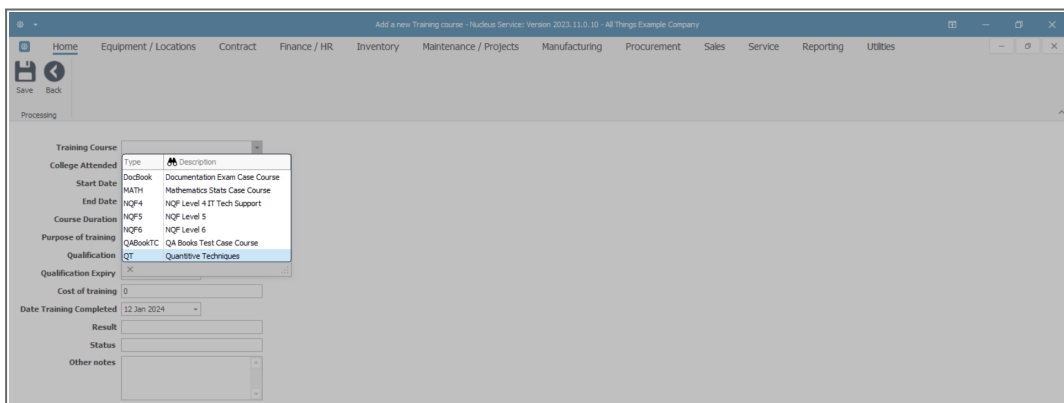 Add a new Training course - Nucleus Service: Version 2023.11.0.10 - All Things Example Company
Home Equipment / Locations Contract Finance / HR Inventory Maintenance / Projects Manufacturing Procurement Sales Service Reporting Utilities
Save Back
Processing
Training Course
College Attended
Start Date
End Date
Course Duration
Purpose of training
Qualification
Qualification Expiry
Type Description
DocBook Documentation Exam Case Course
MATH Mathematics Stats Case Course
NQF4 NQF Level 4 IT Tech Support
NQF5 NQF Level 5
NQF6 NQF Level 6
QABookTC QA Books Test Case Course
QT Quantitive Techniques
Cost of training 0
Date Training Completed 12 Jan 2024
Result
Status
Other notes